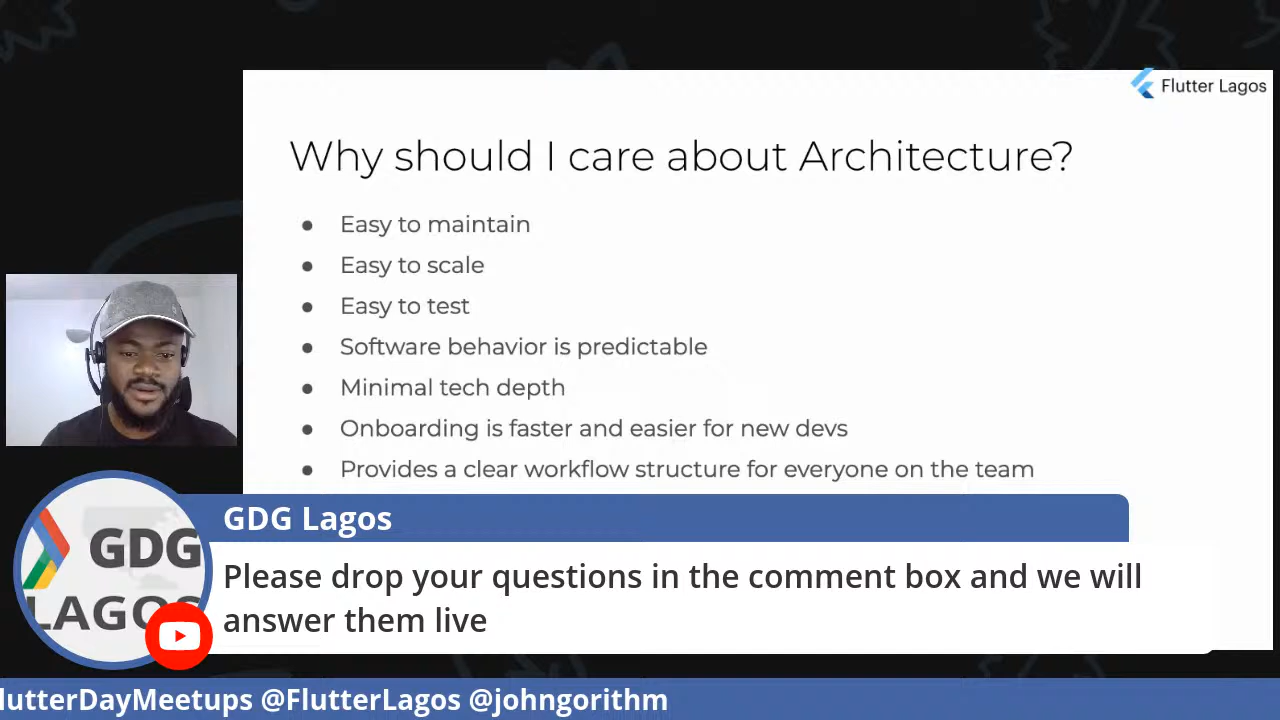 Flutter Lagos
Why should I care about Architecture?
● Easy to maintain
● Easy to scale
● Easy to test
● Software behavior is predictable
● Minimal tech depth
● Onboarding is faster and easier for new devs
● Provides a clear workflow structure for everyone on the team
GDG Lagos
GDG
LAGOS
Please drop your questions in the comment box and we will
answer them live
lutterDayMeetups @FlutterLagos @johngorithm